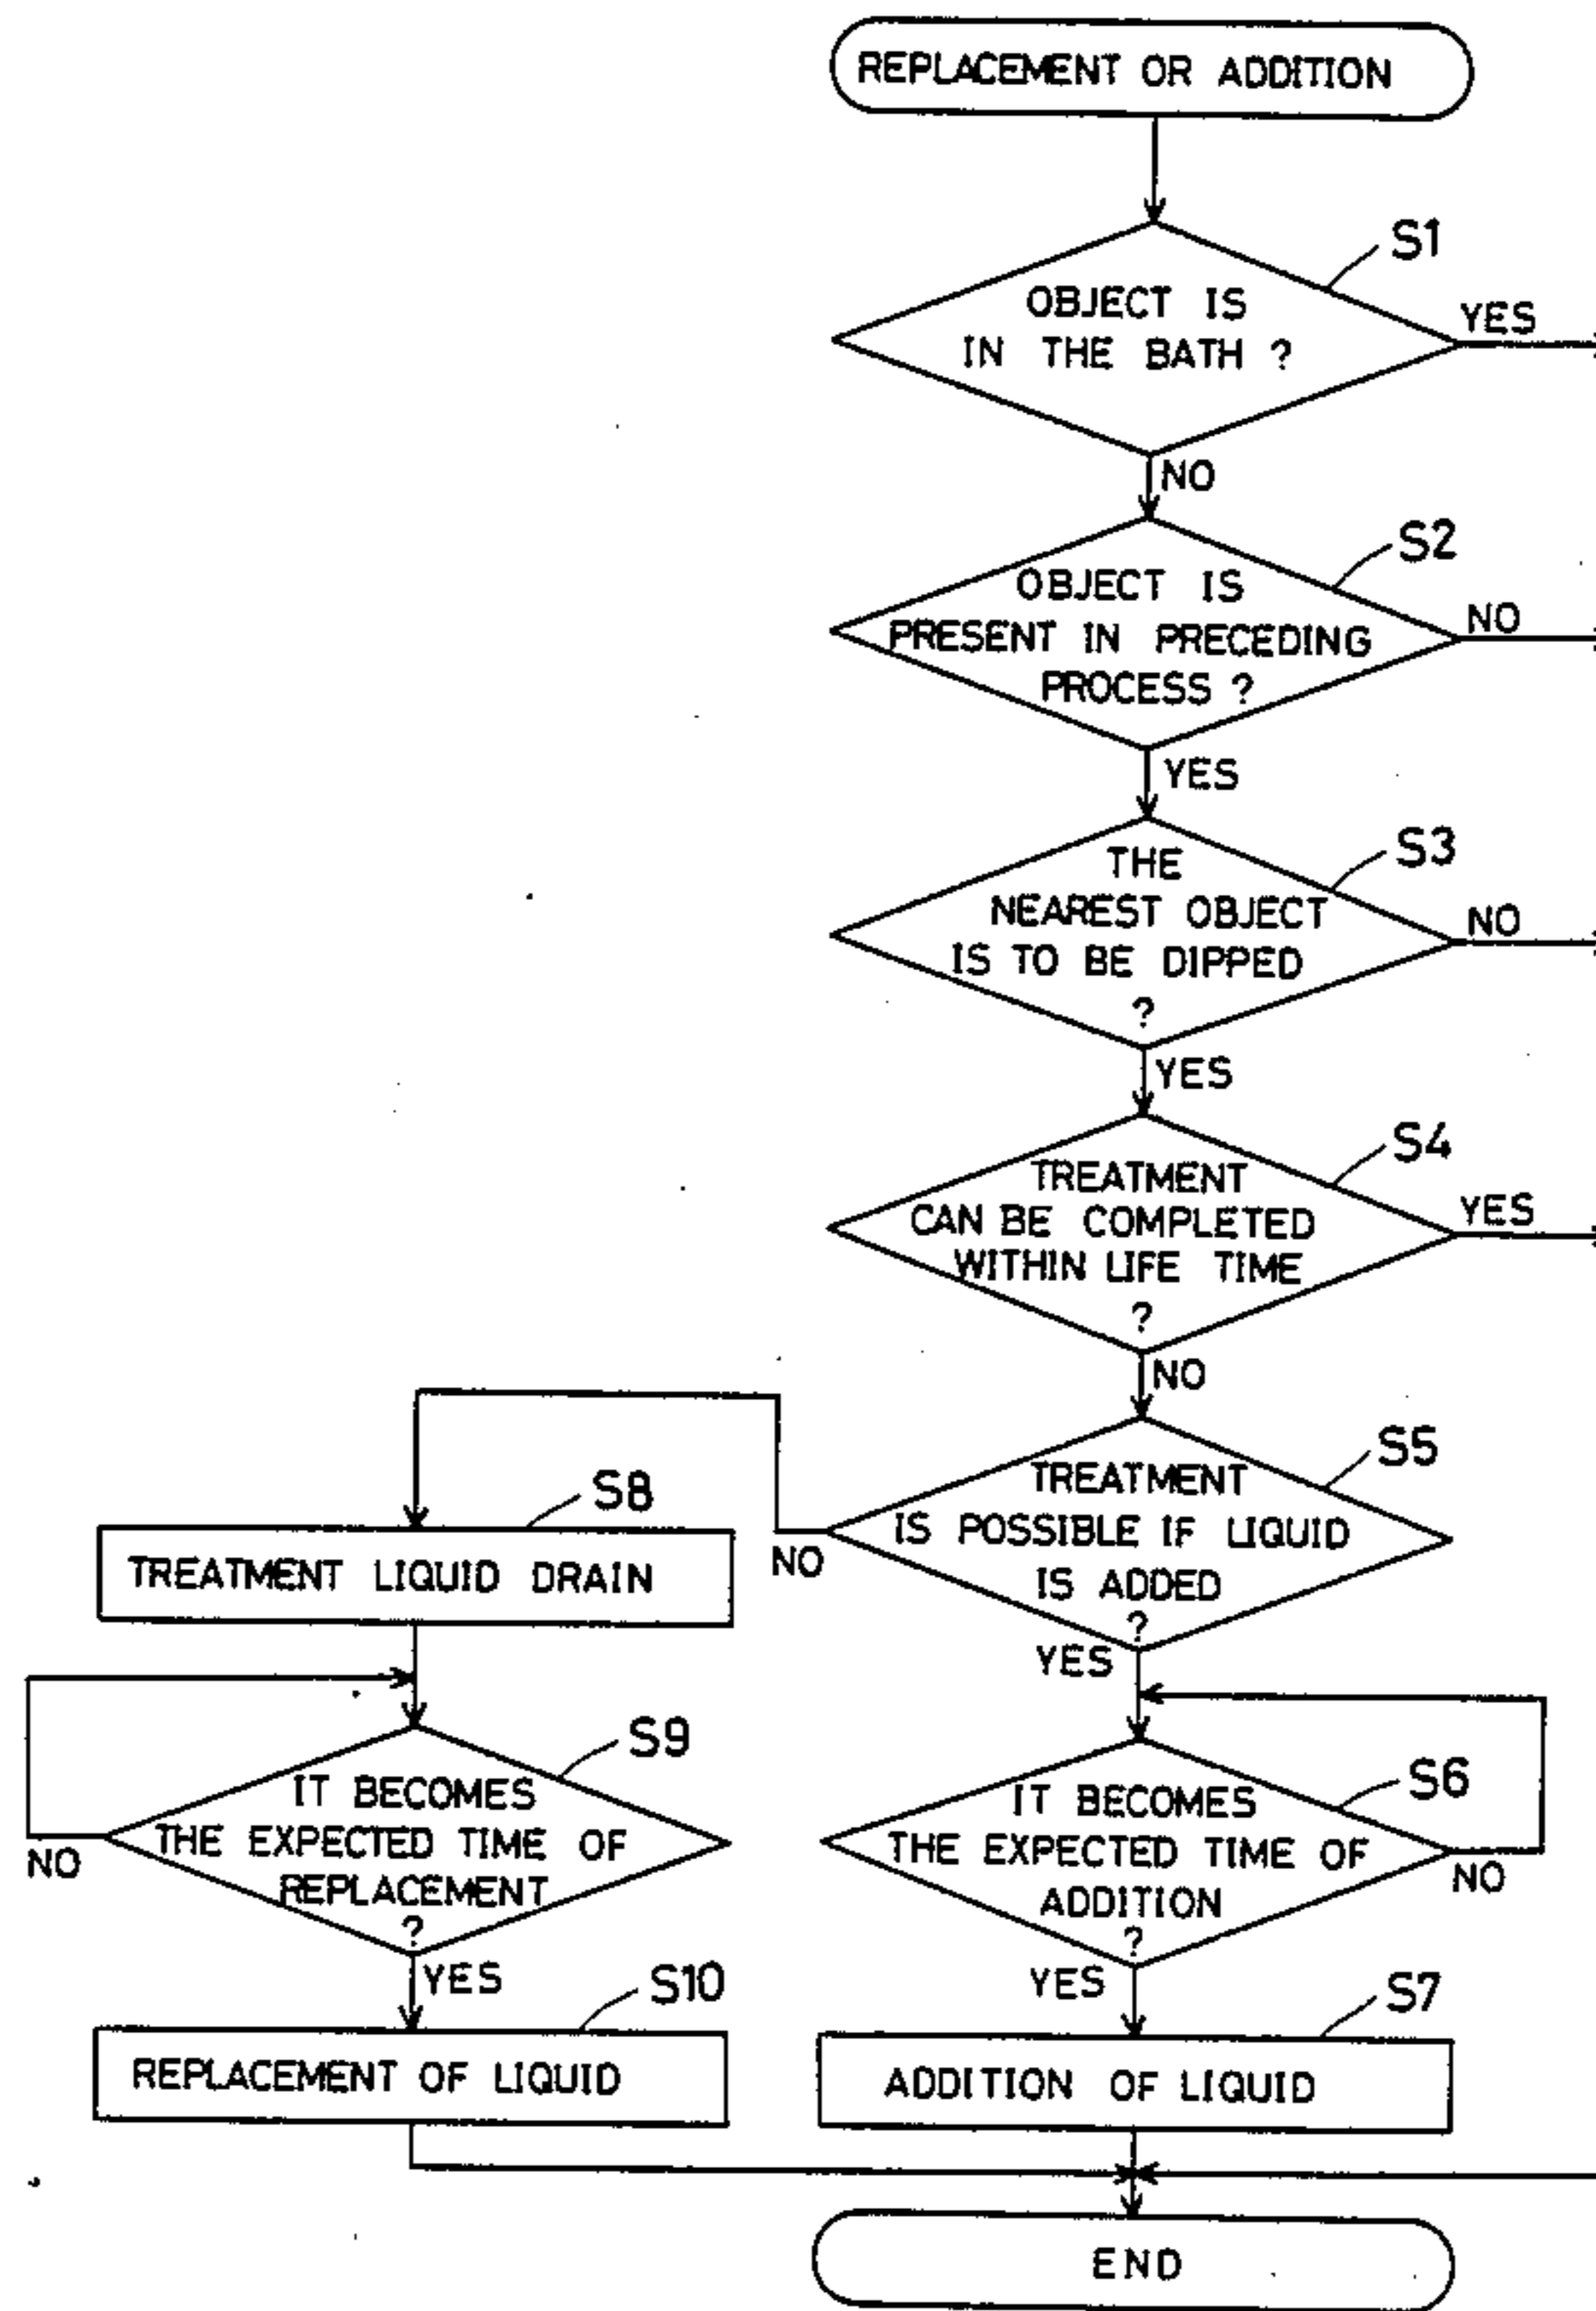 REPLACEMENT OR ADDITION
S1
OBJECT IS
IN THE BATH ?
YES
NO
S2
OBJECT IS
PRESENT IN PRECEDING
PROCESS ?
NO
YES
S3
THE
NEAREST OBJECT
IS TO BE DIPPED
?
NO
YES
S4
TREATMENT
CAN BE COMPLETED
WITHIN LIFE TIME
?
YES
NO
S5
TREATMENT
IS POSSIBLE IF LIQUID
IS ADDED
?
NO
YES
S8
TREATMENT LIQUID DRAIN
S9
IT BECOMES
THE EXPECTED TIME OF
REPLACEMENT
?
NO
YES
S6
IT BECOMES
THE EXPECTED TIME OF
ADDITION
?
NO
YES
S10
REPLACEMENT OF LIQUID
S7
ADDITION OF LIQUID
END